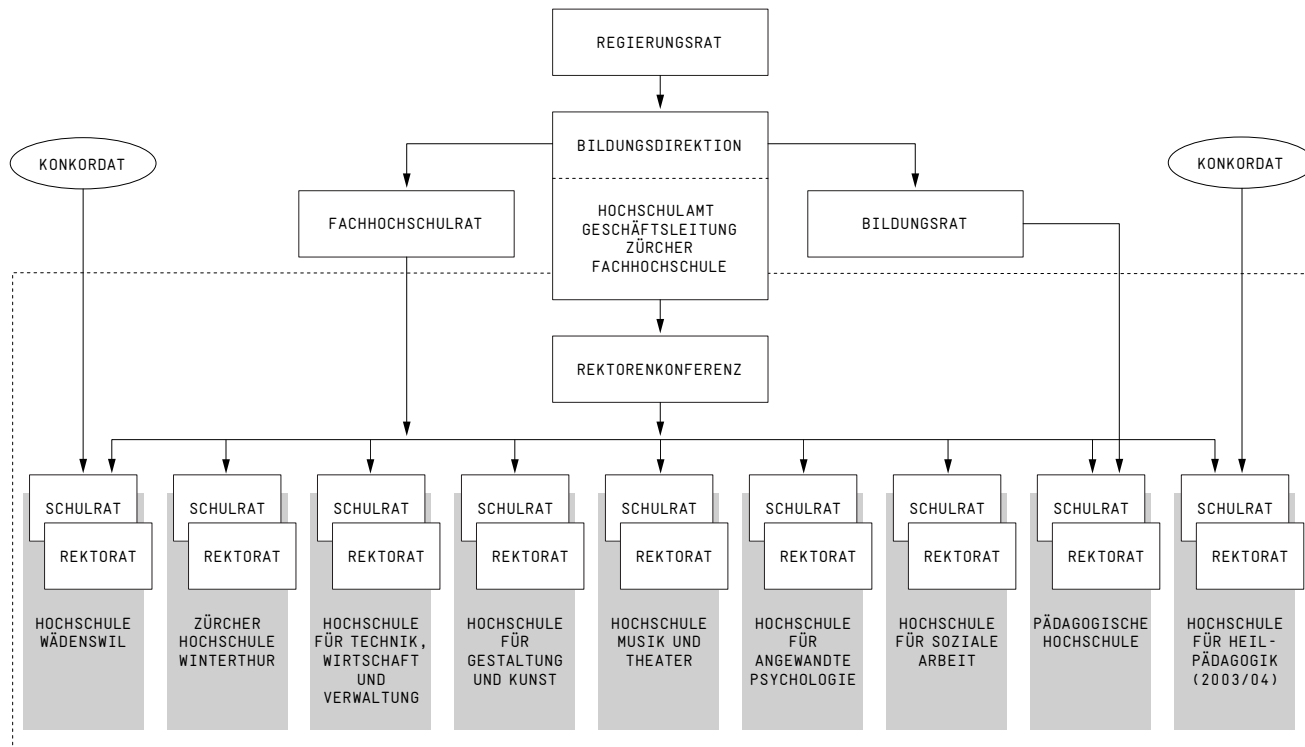 REGIERUNGSRAT
BILDUNGSDIREKTION
KONKORDAT
KONKORDAT
HOCHSCHULAMT
GESCHÄFTSLEITUNG
ZÜRCHER
FACHHOCHSCHULE
FACHHOCHSCHULRAT
BILDUNGSRAT
REKTORENKONFERENZ
SCHULRAT
REKTORAT
HOCHSCHULE
WÄDENSWIL
SCHULRAT
REKTORAT
ZÜRCHER
HOCHSCHULE
WINTERTHUR
SCHULRAT
REKTORAT
HOCHSCHULE
FÜR TECHNIK,
WIRTSCHAFT
UND
VERWALTUNG
SCHULRAT
REKTORAT
HOCHSCHULE
FÜR
GESTALTUNG
UND KUNST
SCHULRAT
REKTORAT
HOCHSCHULE
MUSIK UND
THEATER
SCHULRAT
REKTORAT
HOCHSCHULE
FÜR
ANGEWANDTE
PSYCHOLOGIE
SCHULRAT
REKTORAT
HOCHSCHULE
FÜR SOZIALE
ARBEIT
SCHULRAT
REKTORAT
PÄDAGOGISCHE
HOCHSCHULE
SCHULRAT
REKTORAT
HOCHSCHULE
FÜR HEIL-
PÄDAGOGIK
(2003/04)